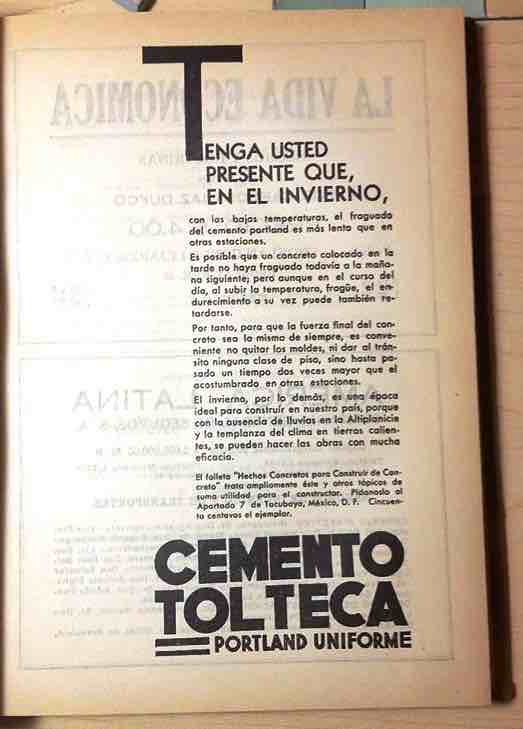 TENGA USTED
PRESENTE QUE,
EN EL INVIERNO,
con las bajas temperaturas, el fraguado
del cemento portland es más lento que en
otras estaciones.
Es posible que un concreto colocado en la
tarde no haya fraguado todavía a la maña-
na siguiente; pero aunque en el curso del
día, al subir la temperatura, fragüe, el en-
durecimiento a su vez puede también re-
tardarse.
Por tanto, para que la fuerza final del con-
creto sea la misma de siempre, es conve-
niente no quitar los moldes, ni dar al trán-
sito ninguna clase de piso, sino hasta pa-
sado un tiempo dos veces mayor que el
acostumbrado en otras estaciones.
El invierno, por lo demás, es una época
ideal para construir en nuestro país, porque
con la ausencia de lluvias en la Altiplanicie
y la templanza del clima en tierras calien-
tes, se pueden hacer las obras con mucha
eficacia.
El folleto "Hechos Concretos para Construir de Con-
creto" trata ampliamente éste y otros tópicos de
suma utilidad para el constructor. Pídanoslo al
Apartado 7 de Tacubaya, México, D. F. Cincuen-
ta centavos el ejemplar.
CEMENTO
TOLTECA
PORTLAND UNIFORME
LA VIDA ECONOMICA
AMERICA LATINA